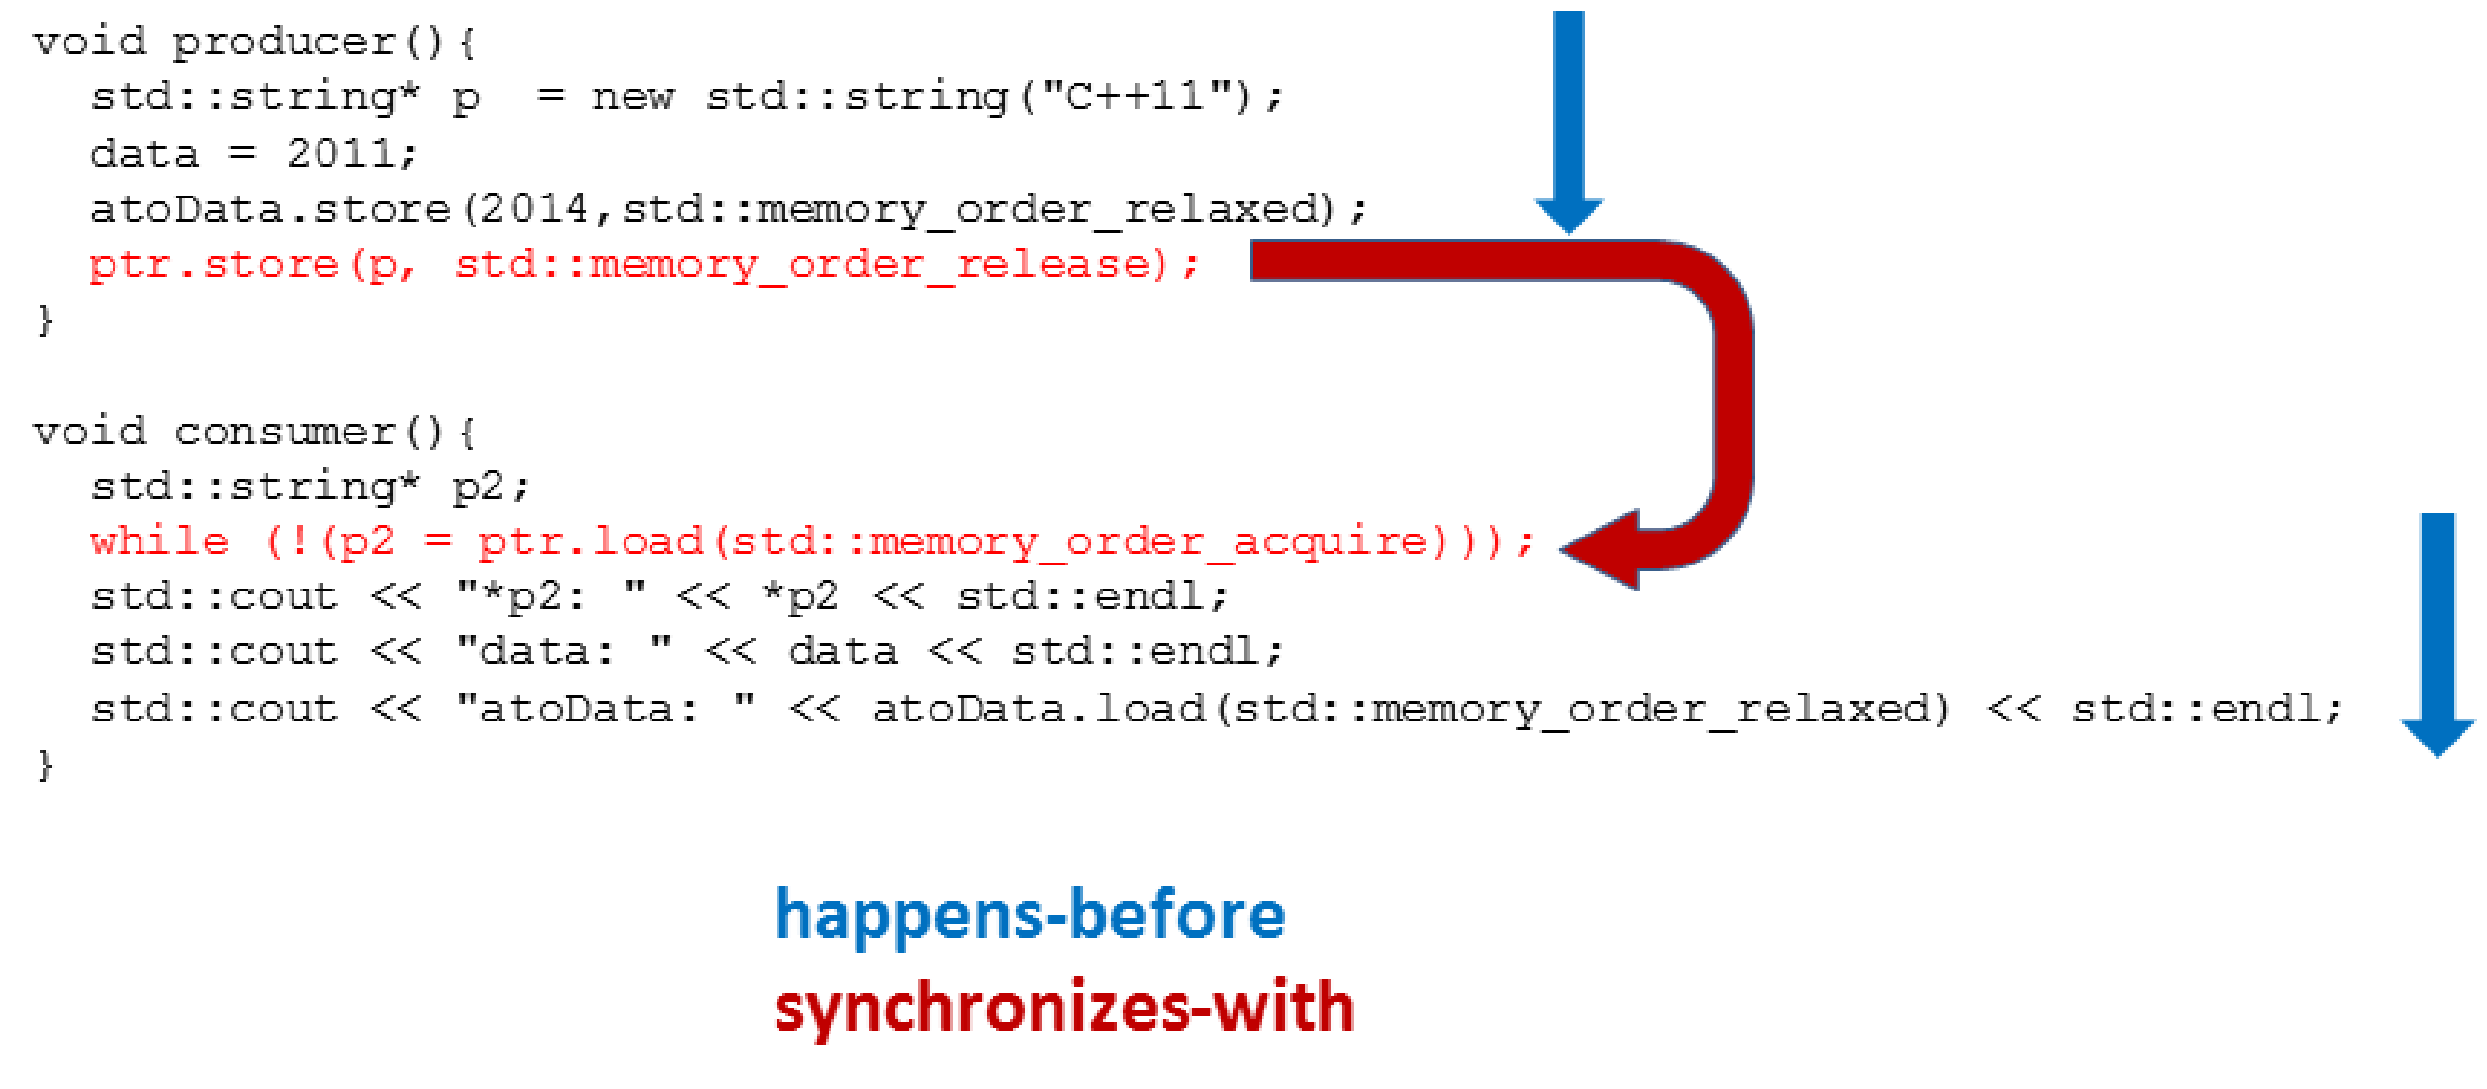 void producer(){
  std::string* p  = new std::string("C++11");
  data = 2011;
  atoData.store(2014,std::memory_order_relaxed);
  ptr.store(p, std::memory_order_release);
}
void consumer(){
  std::string* p2;
  while (!(p2 = ptr.load(std::memory_order_acquire)));
  std::cout << "*p2: " << *p2 << std::endl;
  std::cout << "data: " << data << std::endl;
  std::cout << "atoData: " << atoData.load(std::memory_order_relaxed) << std::endl;
}
happens-before
synchronizes-with